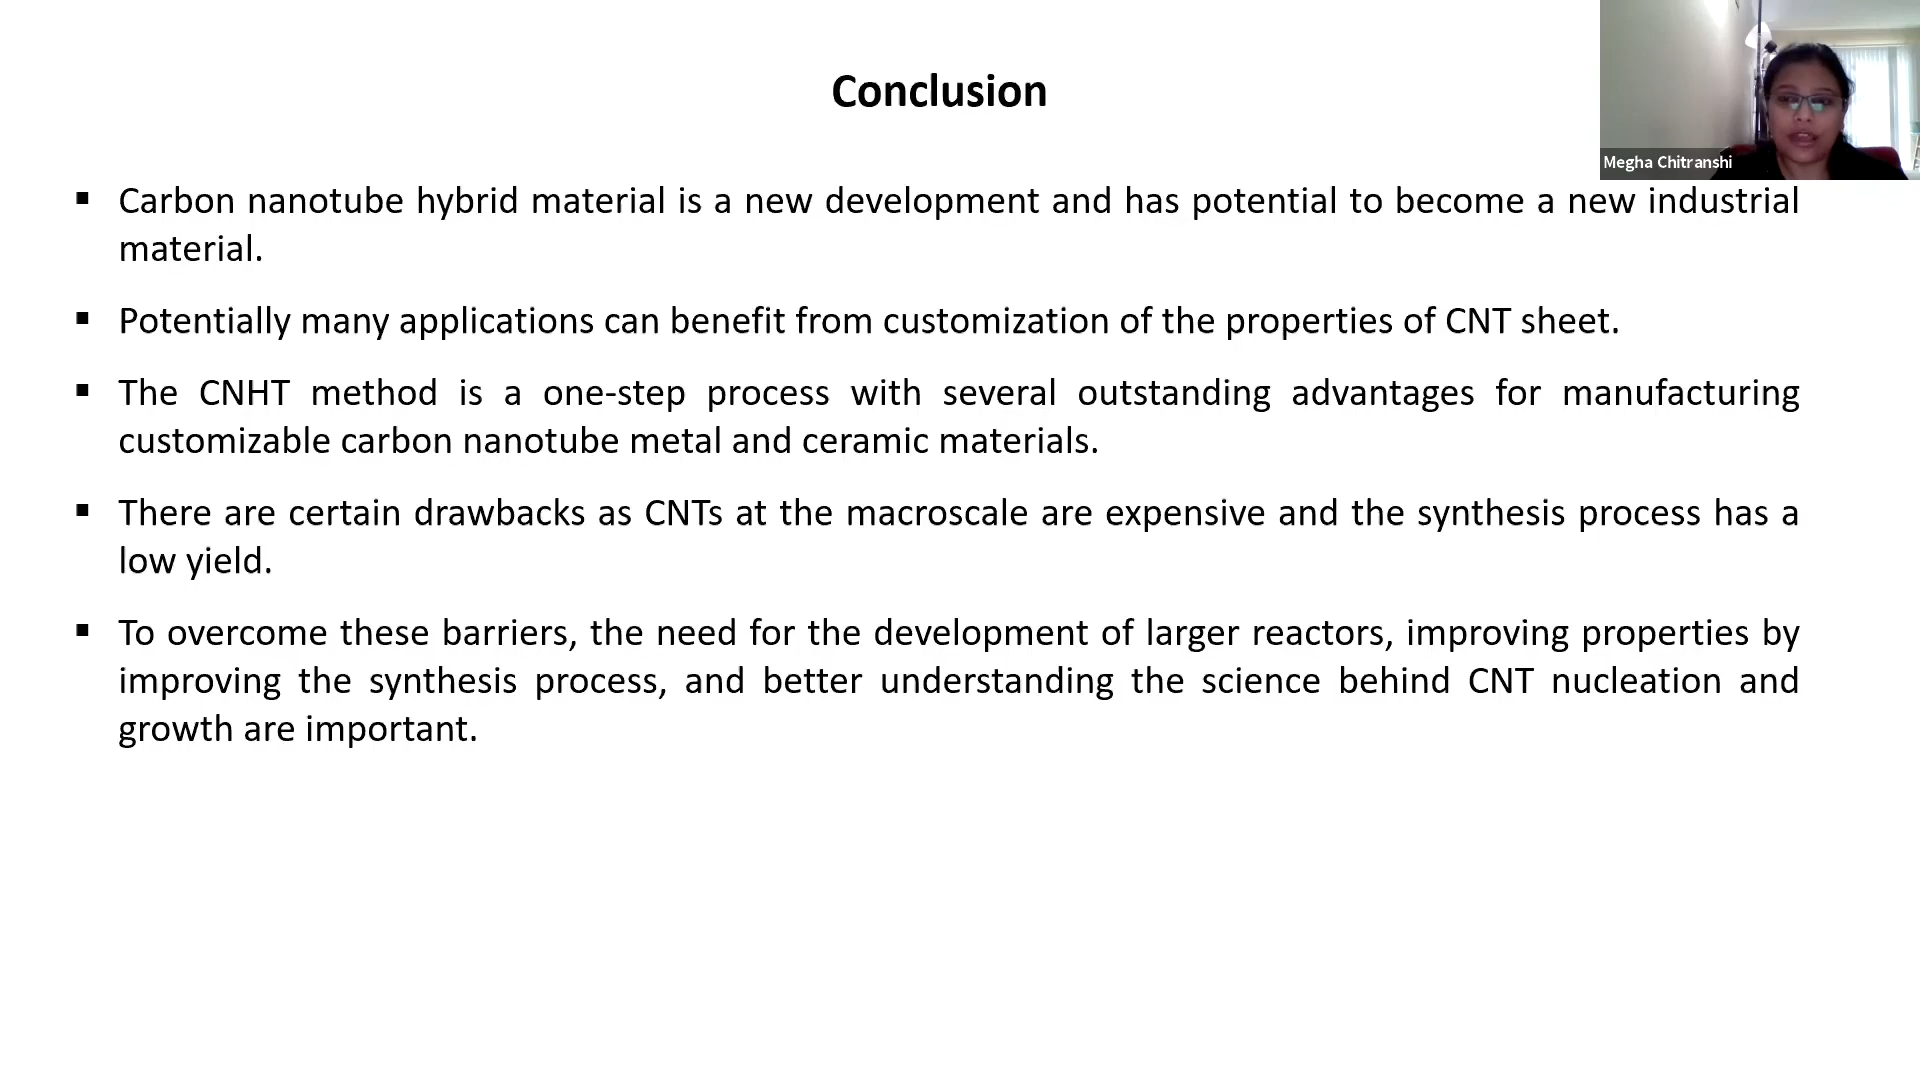 Conclusion
Megha Chitranshi
▪ Carbon nanotube hybrid material is a new development and has potential to become a new industrial
material.
▪ Potentially many applications can benefit from customization of the properties of CNT sheet.
▪ The CNHT method is a one-step process with several outstanding advantages for manufacturing
customizable carbon nanotube metal and ceramic materials.
▪ There are certain drawbacks as CNTs at the macroscale are expensive and the synthesis process has a
low yield.
▪ To overcome these barriers, the need for the development of larger reactors, improving properties by
improving the synthesis process, and better understanding the science behind CNT nucleation and
growth are important.